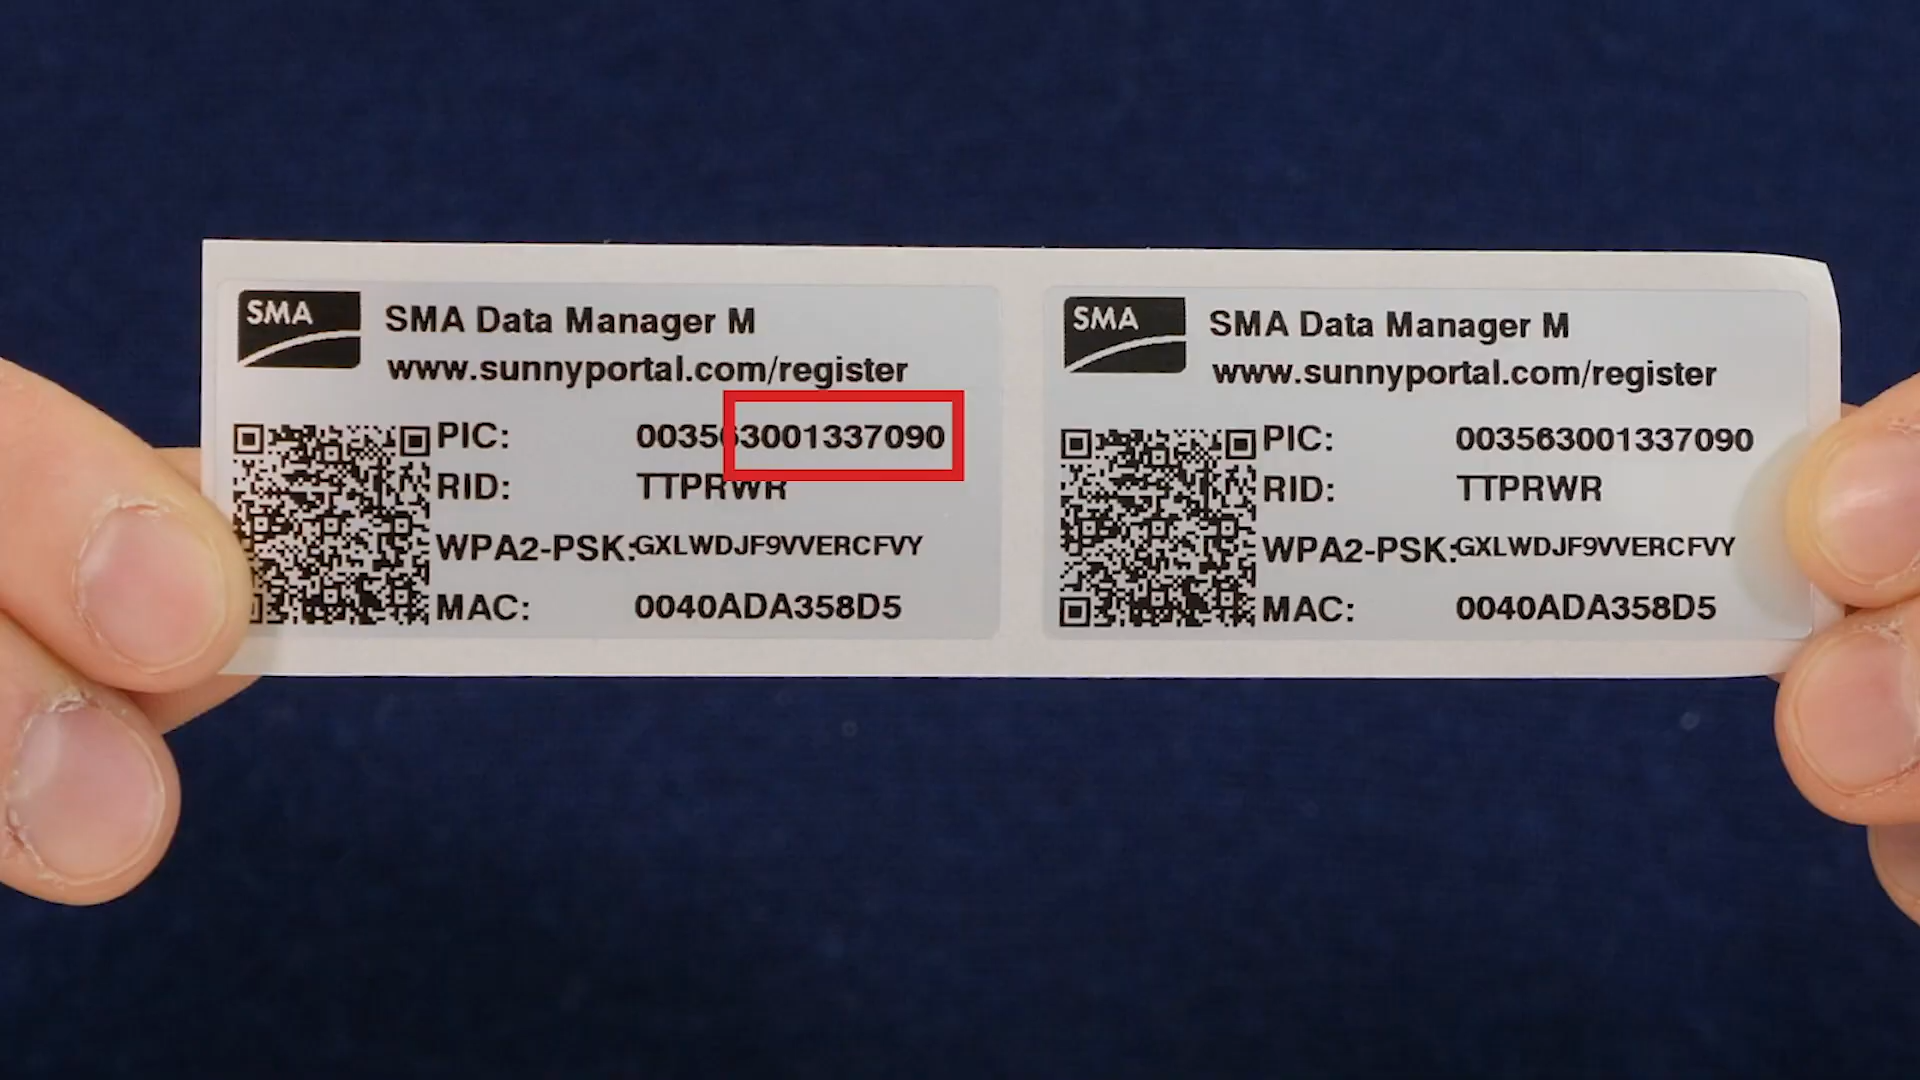 SMA
SMA Data Manager M
www.sunnyportal.com/register
PIC: 003563001337090
RID: TTPRWR
WPA2-PSK: GXLWDJF9VVERCFVY
MAC: 0040ADA358D5
SMA
SMA Data Manager M
www.sunnyportal.com/register
PIC: 003563001337090
RID: TTPRWR
WPA2-PSK: GXLWDJF9VVERCFVY
MAC: 0040ADA358D5